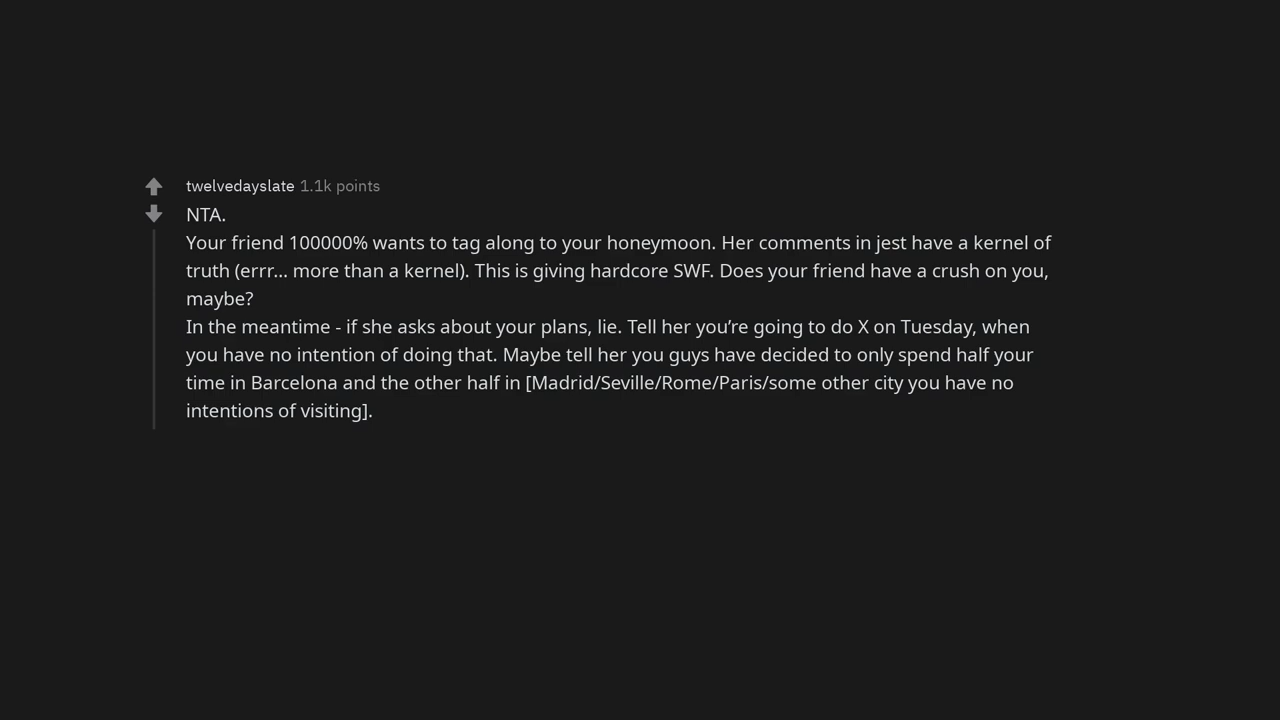 twelvedayslate 1.1k points
NTA.
Your friend 100000% wants to tag along to your honeymoon. Her comments in jest have a kernel of
truth (errr... more than a kernel). This is giving hardcore SWF. Does your friend have a crush on you,
maybe?
In the meantime - if she asks about your plans, lie. Tell her you’re going to do X on Tuesday, when
you have no intention of doing that. Maybe tell her you guys have decided to only spend half your
time in Barcelona and the other half in [Madrid/Seville/Rome/Paris/some other city you have no
intentions of visiting].